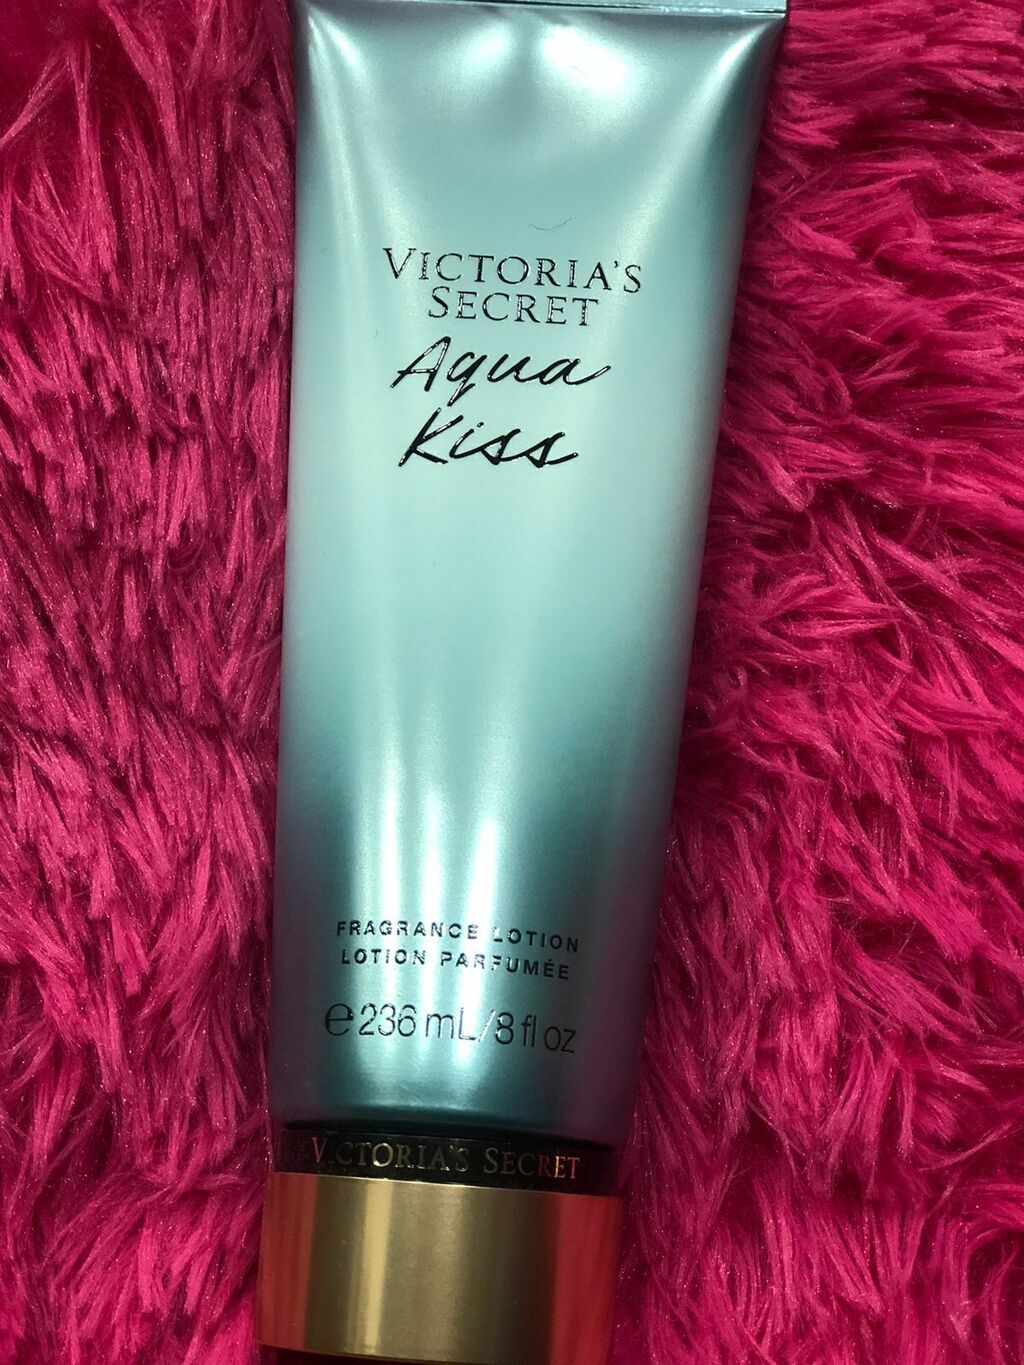 VICTORIA'S
SECRET
Aqua
Kiss
FRAGRANCE LOTION
LOTION PARFUMÉE
℮ 236 mL/8 fl oz
VICTORIA'S SECRET